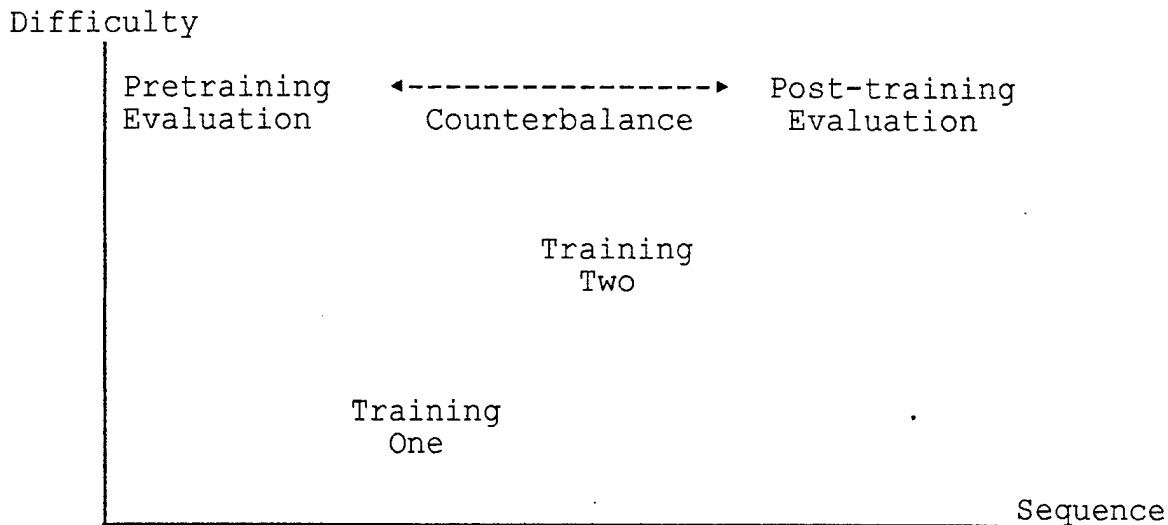 Difficulty
Pretraining Post-training
Evaluation Counterbalance Evaluation
Training
Two
Training
One
Sequence